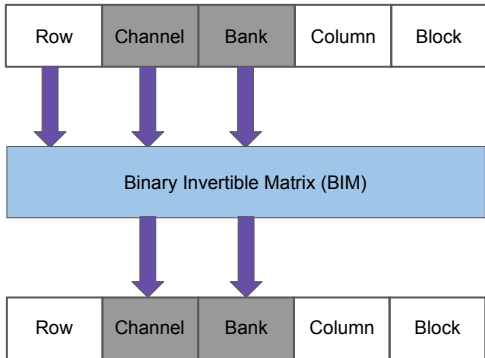 Row Channel Bank Column Block
Binary Invertible Matrix (BIM)
Row Channel Bank Column Block